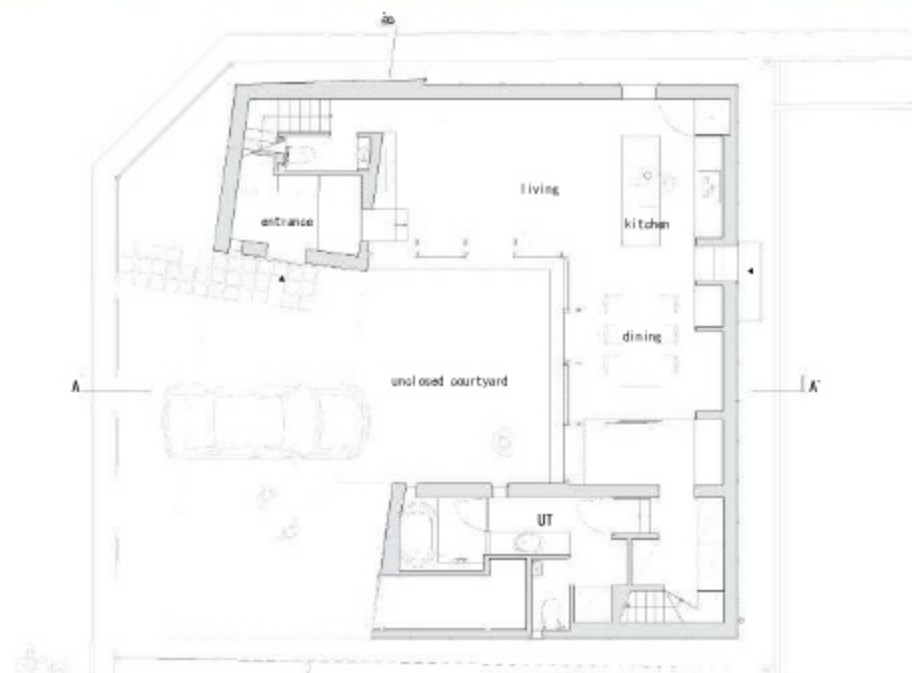 living
entrance
kitchen
dining
A
unclosed courtyard
A'
UT